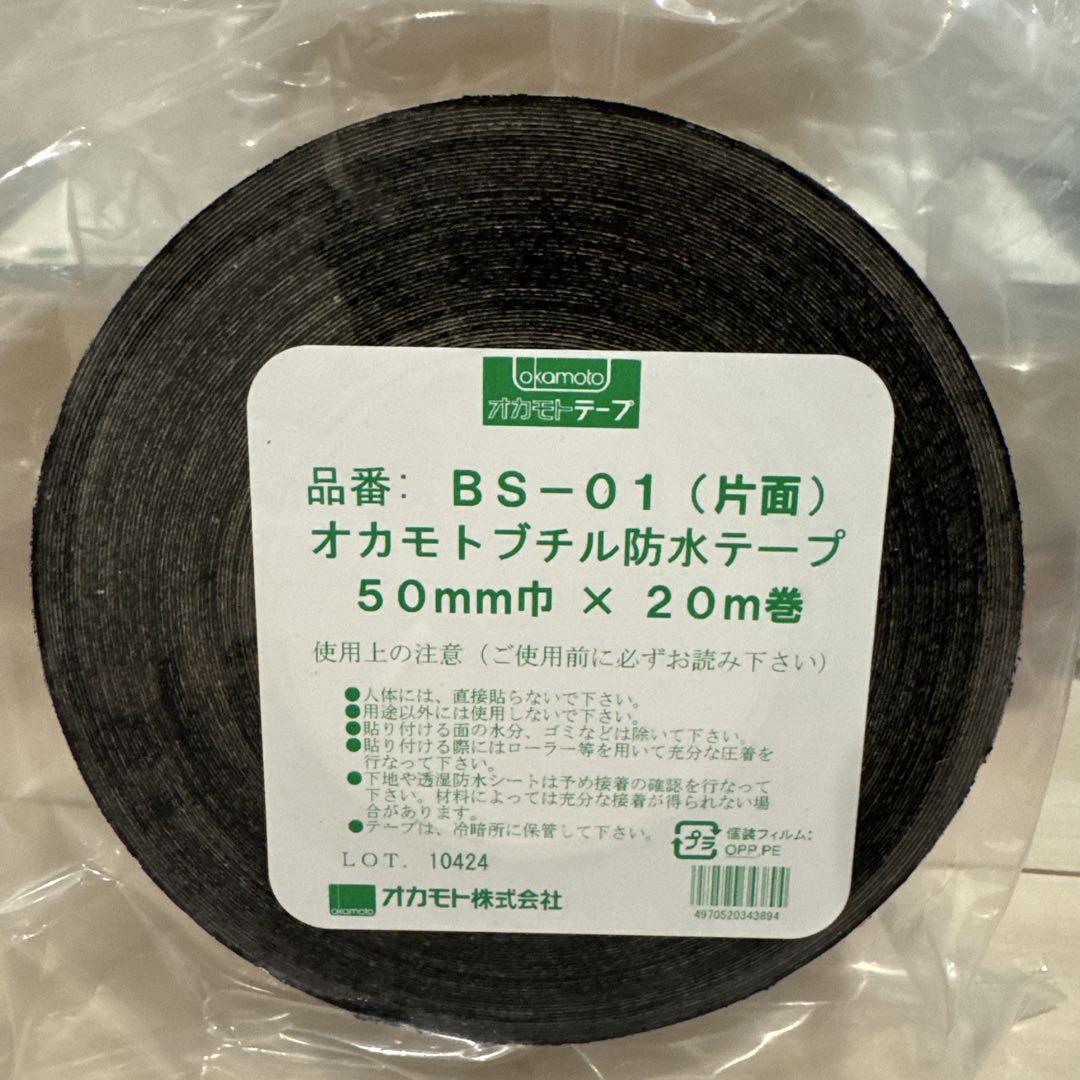 okamoto
オカモトテープ
品番: BS-01(片面)
オカモトブチル防水テープ
50mm巾 × 20m巻
使用上の注意(ご使用前に必ずお読み下さい)
●人体には、直接貼らないで下さい。
●用途以外には使用しないで下さい。
●貼り付ける面の水分、ゴミなどは除いて下さい。
●貼り付ける際にはローラー等を用いて充分な圧着を
行なって下さい。
●下地や透湿防水シートは予め接着の確認を行なって
下さい。材料によっては充分な接着が得られない場
合があります。
●テープは、冷暗所に保管して下さい。
プラ
個装フィルム:
OPP,PE
LOT. 10424
okamoto
オカモト株式会社
4970520343894